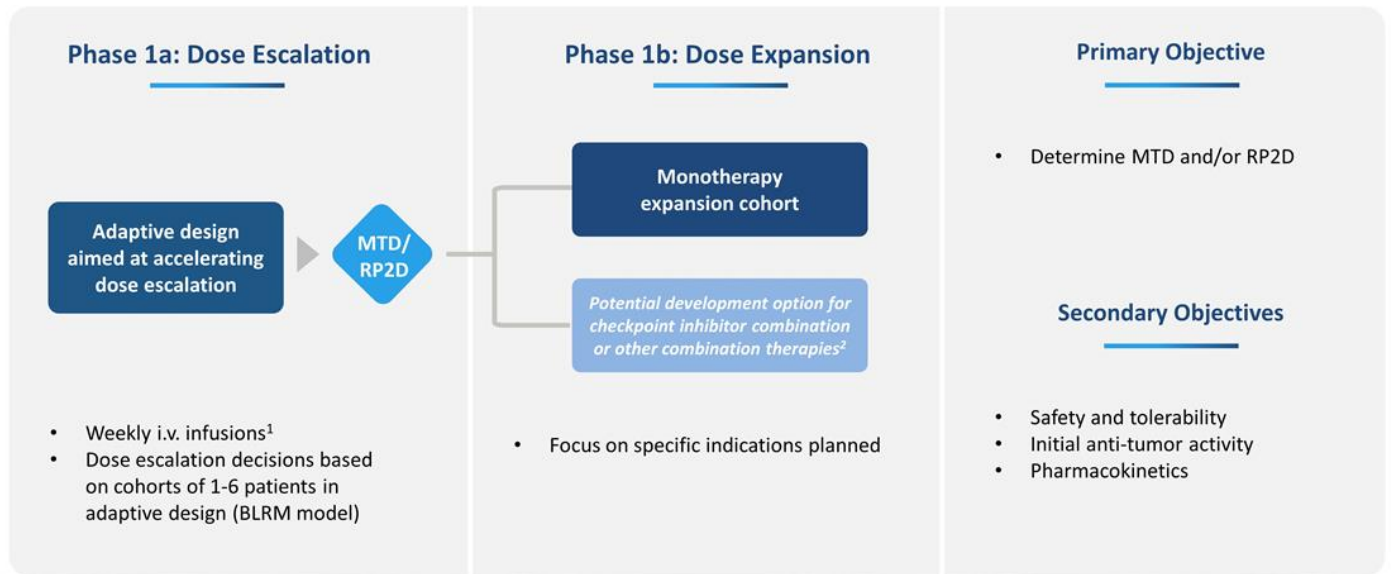 Phase 1a: Dose Escalation
Adaptive design
aimed at accelerating
dose escalation
MTD/
RP2D
• Weekly i.v. infusions¹
• Dose escalation decisions based
on cohorts of 1-6 patients in
adaptive design (BLRM model)
Phase 1b: Dose Expansion
Monotherapy
expansion cohort
Potential development option for
checkpoint inhibitor combination
or other combination therapies²
• Focus on specific indications planned
Primary Objective
• Determine MTD and/or RP2D
Secondary Objectives
• Safety and tolerability
• Initial anti-tumor activity
• Pharmacokinetics